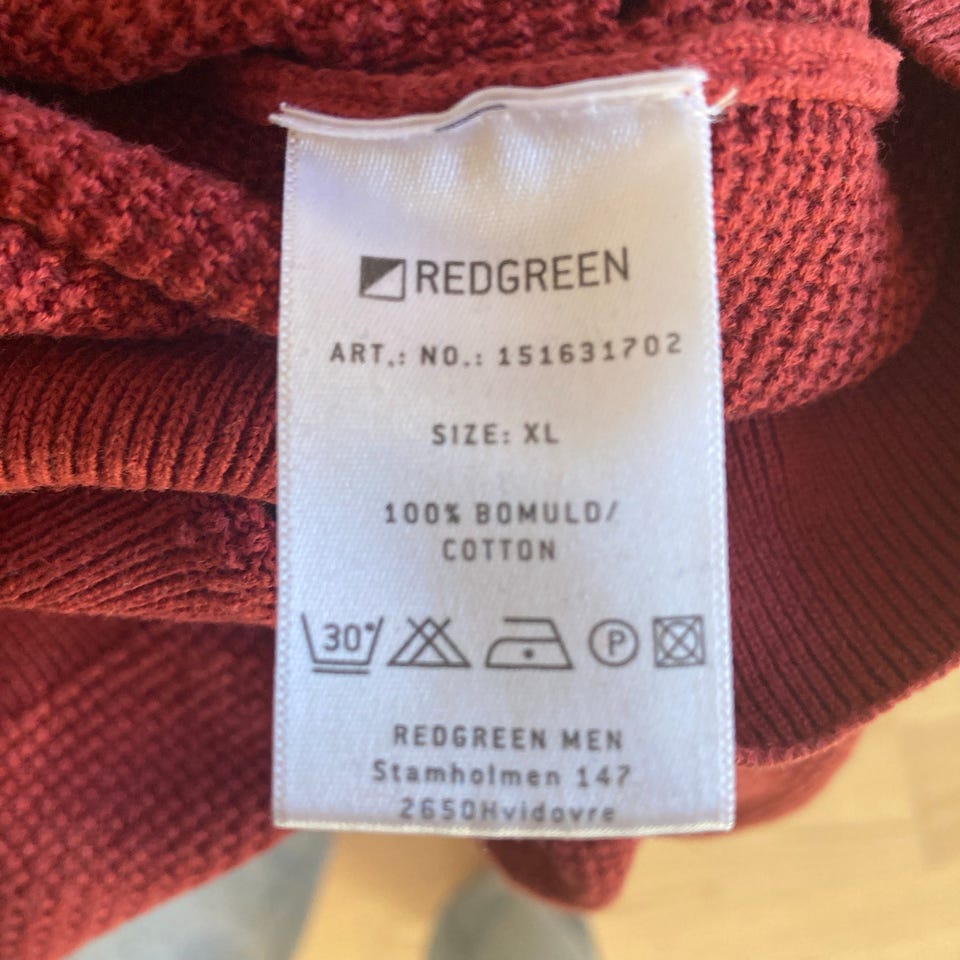 REDGREEN
ART.: NO.: 151631702
SIZE: XL
100% BOMULD/
COTTON
30° P
REDGREEN MEN
Stamholmen 147
2650Hvidovre